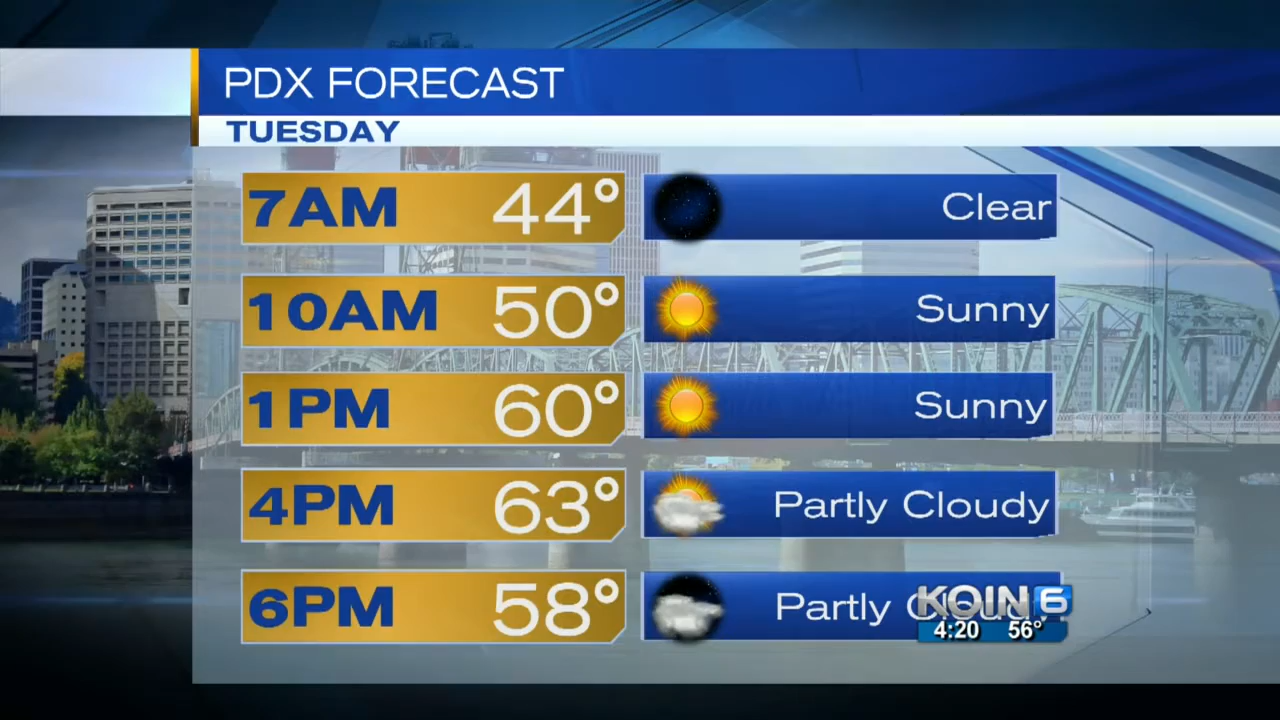 PDX FORECAST
TUESDAY
7AM 44° Clear
10AM 50° Sunny
1PM 60° Sunny
4PM 63° Partly Cloudy
6PM 58° Partly Cloudy
KOIN 6
4:20 56°